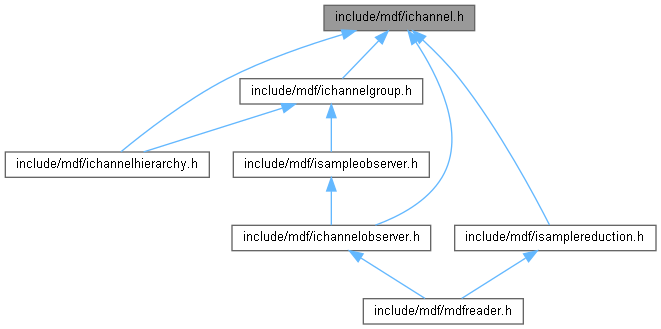 include/mdf/ichannel.h
include/mdf/ichannelgroup.h
include/mdf/ichannelhierarchy.h
include/mdf/isampleobserver.h
include/mdf/ichannelobserver.h
include/mdf/isamplereduction.h
include/mdf/mdfreader.h